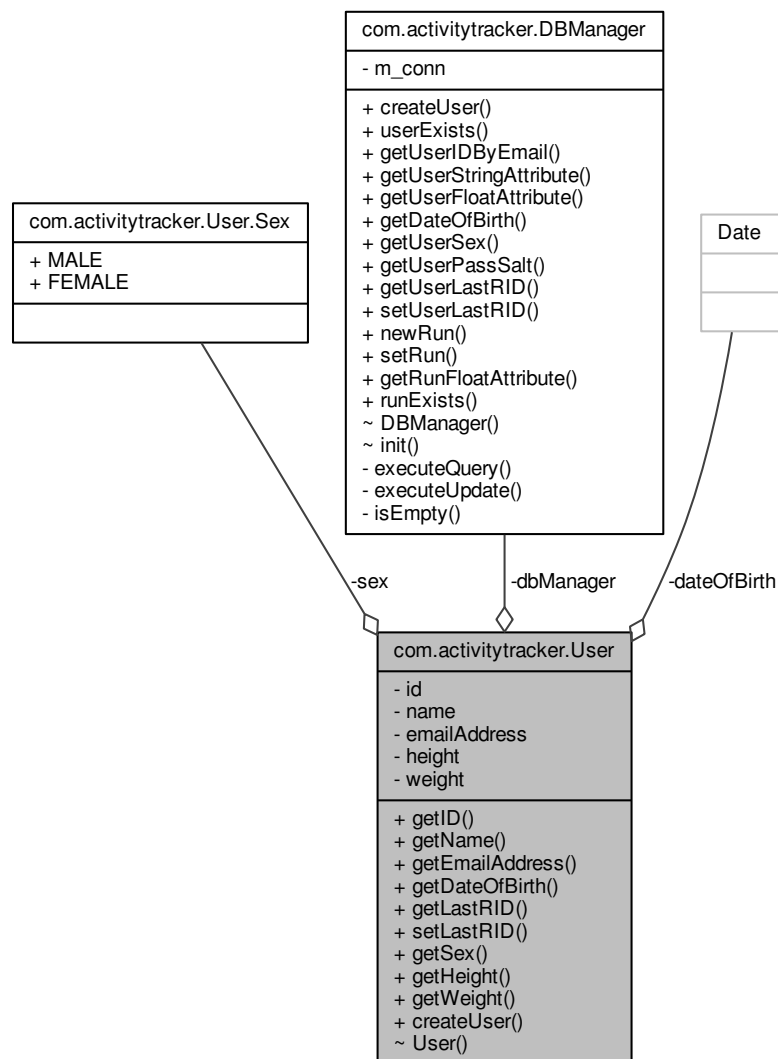 com.activitytracker.DBManager
- m_conn
+ createUser()
+ userExists()
+ getUserIDByEmail()
+ getUserStringAttribute()
+ getUserFloatAttribute()
+ getDateOfBirth()
+ getUserSex()
+ getUserPassSalt()
+ getUserLastRID()
+ setUserLastRID()
+ newRun()
+ setRun()
+ getRunFloatAttribute()
+ runExists()
~ DBManager()
~ init()
- executeQuery()
- executeUpdate()
- isEmpty()
com.activitytracker.User.Sex
+ MALE
+ FEMALE
Date
-sex
-dbManager
-dateOfBirth
com.activitytracker.User
- id
- name
- emailAddress
- height
- weight
+ getID()
+ getName()
+ getEmailAddress()
+ getDateOfBirth()
+ getLastRID()
+ setLastRID()
+ getSex()
+ getHeight()
+ getWeight()
+ createUser()
~ User()